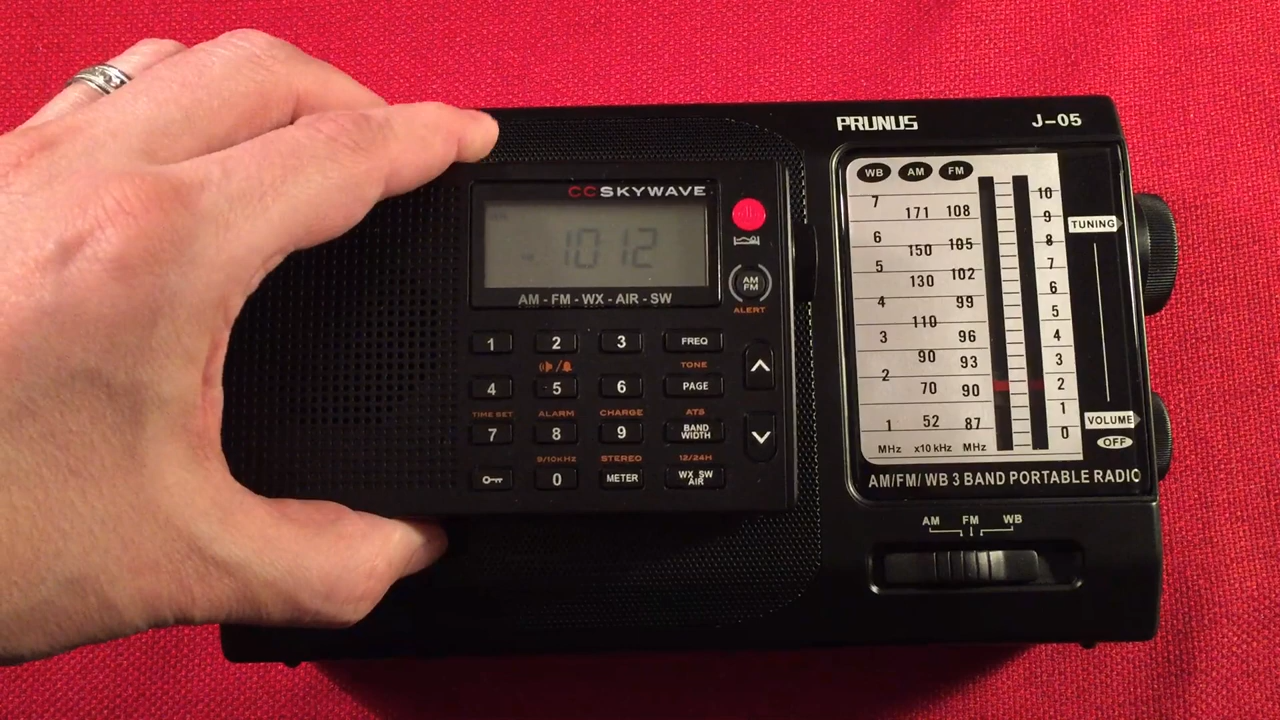 PRUNUS
J-05
CCSKYWAVE
1012
AM - FM - WX - AIR - SW
AM
FM
ALERT
1 2 3 FREQ
TONE
4 5 6 PAGE
TIME SET ALARM CHARGE ATS
7 8 9 BAND WIDTH
9/10KHZ STEREO 12/24H
0 METER WX SW AIR
WB AM FM
7 171 108
6 150 105
5 130 102
4 110 99
3 90 96
2 70 93
1 52 90
87
MHz x10 kHz MHz
10
9
8
7
6
5
4
3
2
1
0
TUNING
VOLUME
OFF
AM/FM/ WB 3 BAND PORTABLE RADIO
AM FM WB